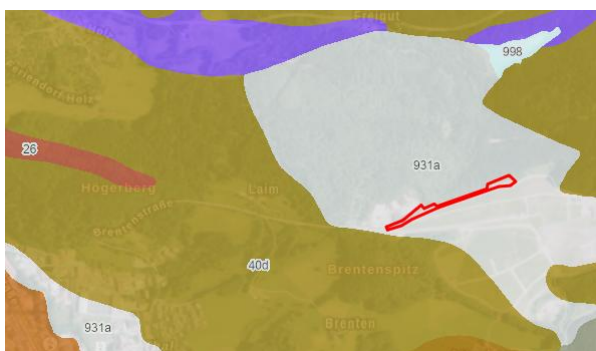 Freigut
998
26
931a
Högerberg
Laim
Brentenstraße
40d
Brentenspitz
931a
Brenten